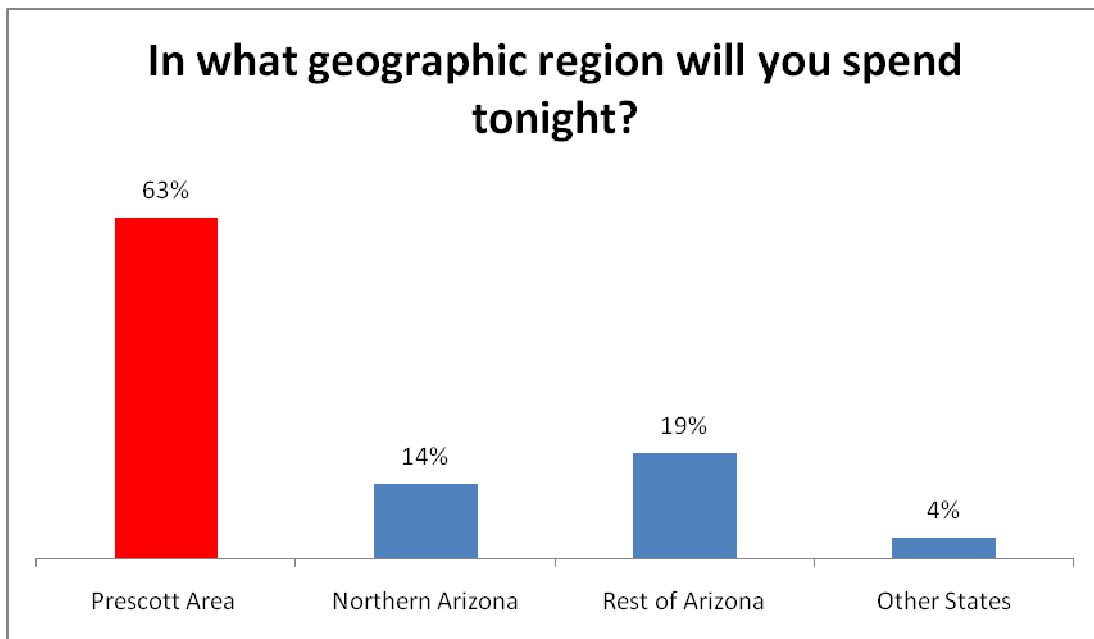 In what geographic region will you spend
tonight?
63%
14%
19%
4%
Prescott Area
Northern Arizona
Rest of Arizona
Other States